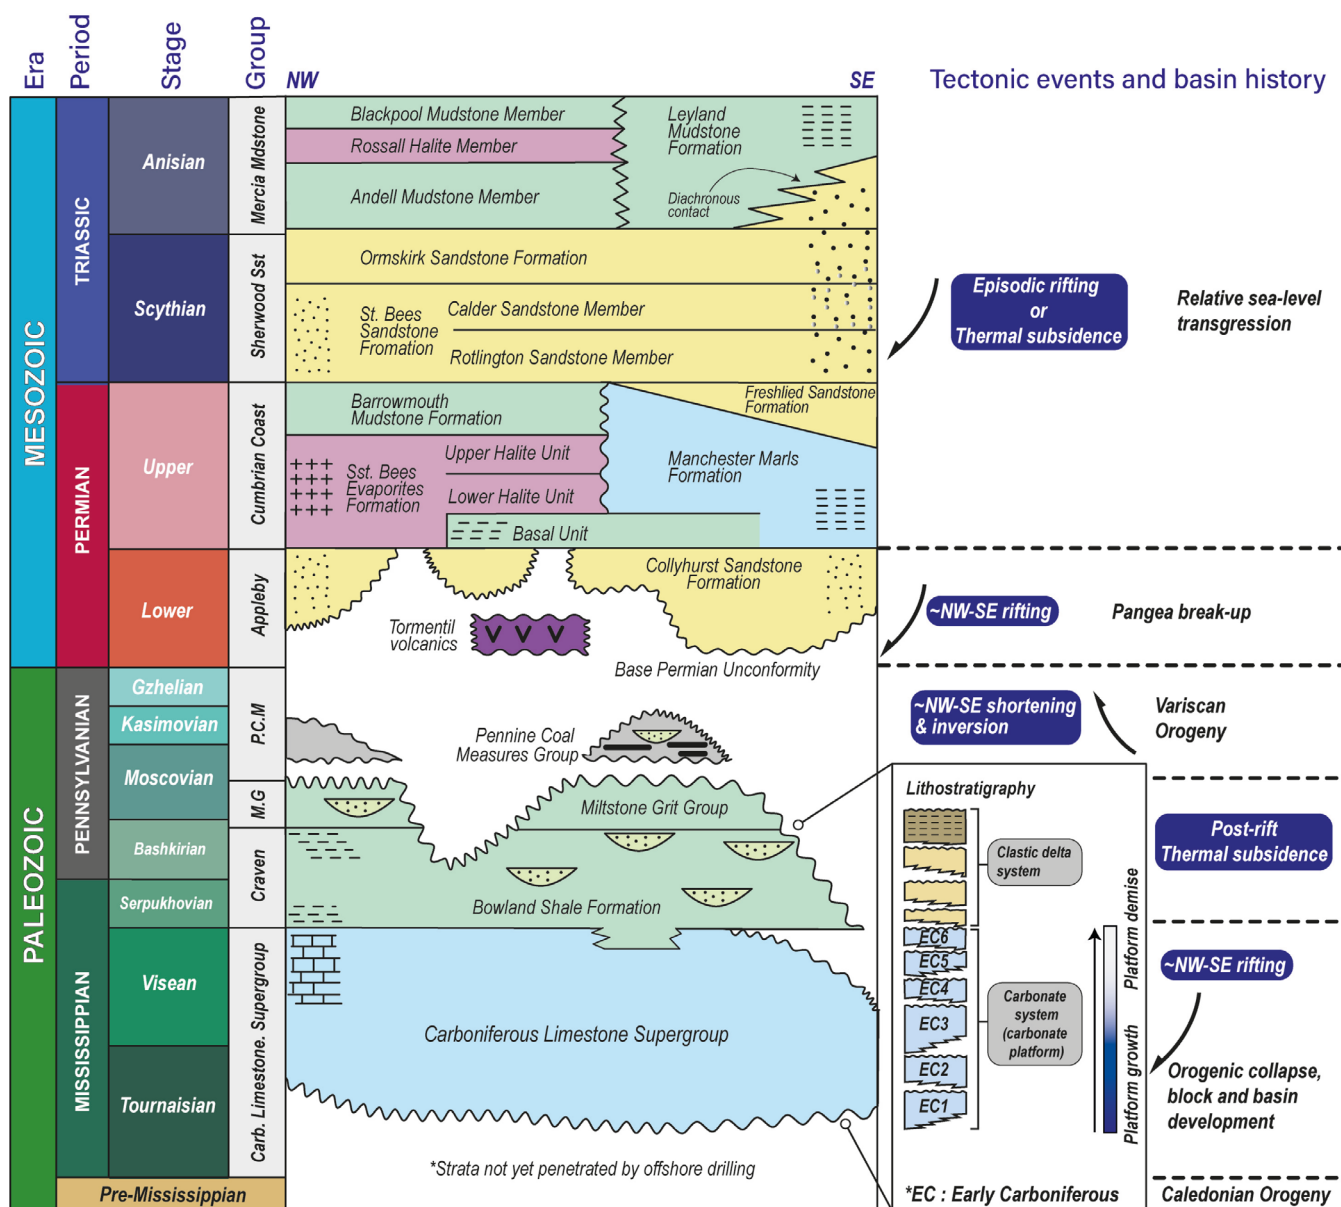 Era
Period
Stage
Group
NW
SE
Tectonic events and basin history
MESOZOIC
PALEOZOIC
TRIASSIC
PERMIAN
PENNSYLVANIAN
MISSISSIPPIAN
Anisian
Scythian
Upper
Lower
Gzhelian
Kasimovian
Moscovian
Bashkirian
Serpukhovian
Visean
Tournaisian
Pre-Mississippian
Mercia Mdstone
Sherwood Sst
Cumbrian Coast
Appleby
P.C.M
M.G
Craven
Carb. Limestone. Supergroup
Blackpool Mudstone Member
Rossall Halite Member
Andell Mudstone Member
Leyland
Mudstone
Formation
Diachronous
contact
Ormskirk Sandstone Formation
St. Bees
Sandstone
Fromation
Calder Sandstone Member
Rotlington Sandstone Member
Barrowmouth
Mudstone Formation
Freshlied Sandstone
Formation
Upper Halite Unit
Sst. Bees
Evaporites
Formation
Lower Halite Unit
Manchester Marls
Formation
Basal Unit
Collyhurst Sandstone
Formation
Tormentil
volcanics
Base Permian Unconformity
Pennine Coal
Measures Group
Miltstone Grit Group
Bowland Shale Formation
Carboniferous Limestone Supergroup
*Strata not yet penetrated by offshore drilling
Episodic rifting
or
Thermal subsidence
Relative sea-level
transgression
~NW-SE rifting
Pangea break-up
~NW-SE shortening
& inversion
Variscan
Orogeny
Post-rift
Thermal subsidence
~NW-SE rifting
Orogenic collapse,
block and basin
development
Caledonian Orogeny
Lithostratigraphy
Clastic delta
system
EC6
EC5
EC4
EC3
EC2
EC1
Carbonate
system
(carbonate
platform)
Platform demise
Platform growth
*EC : Early Carboniferous